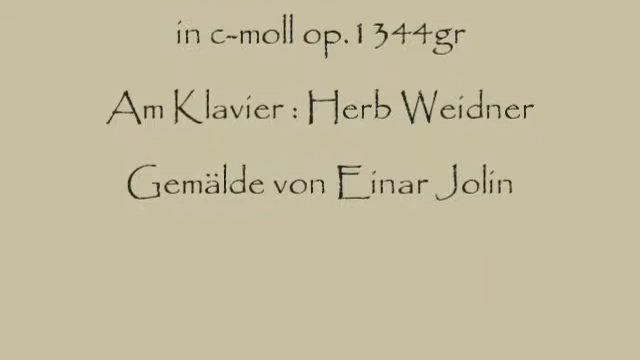 in c-moll op.1344gr
Am Klavier : Herb Weidner
Gemälde von Einar Jolin